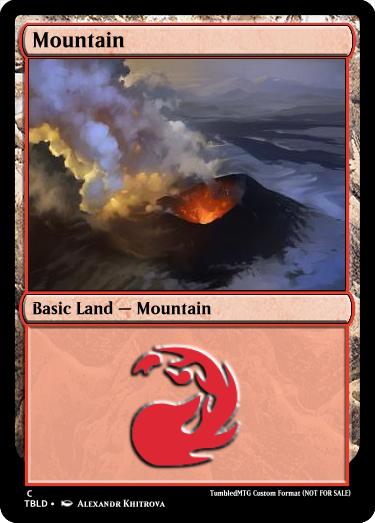 Mountain
Basic Land — Mountain
C
TBLD • Alexandr Khitrova
TumbledMTG Custom Format (NOT FOR SALE)